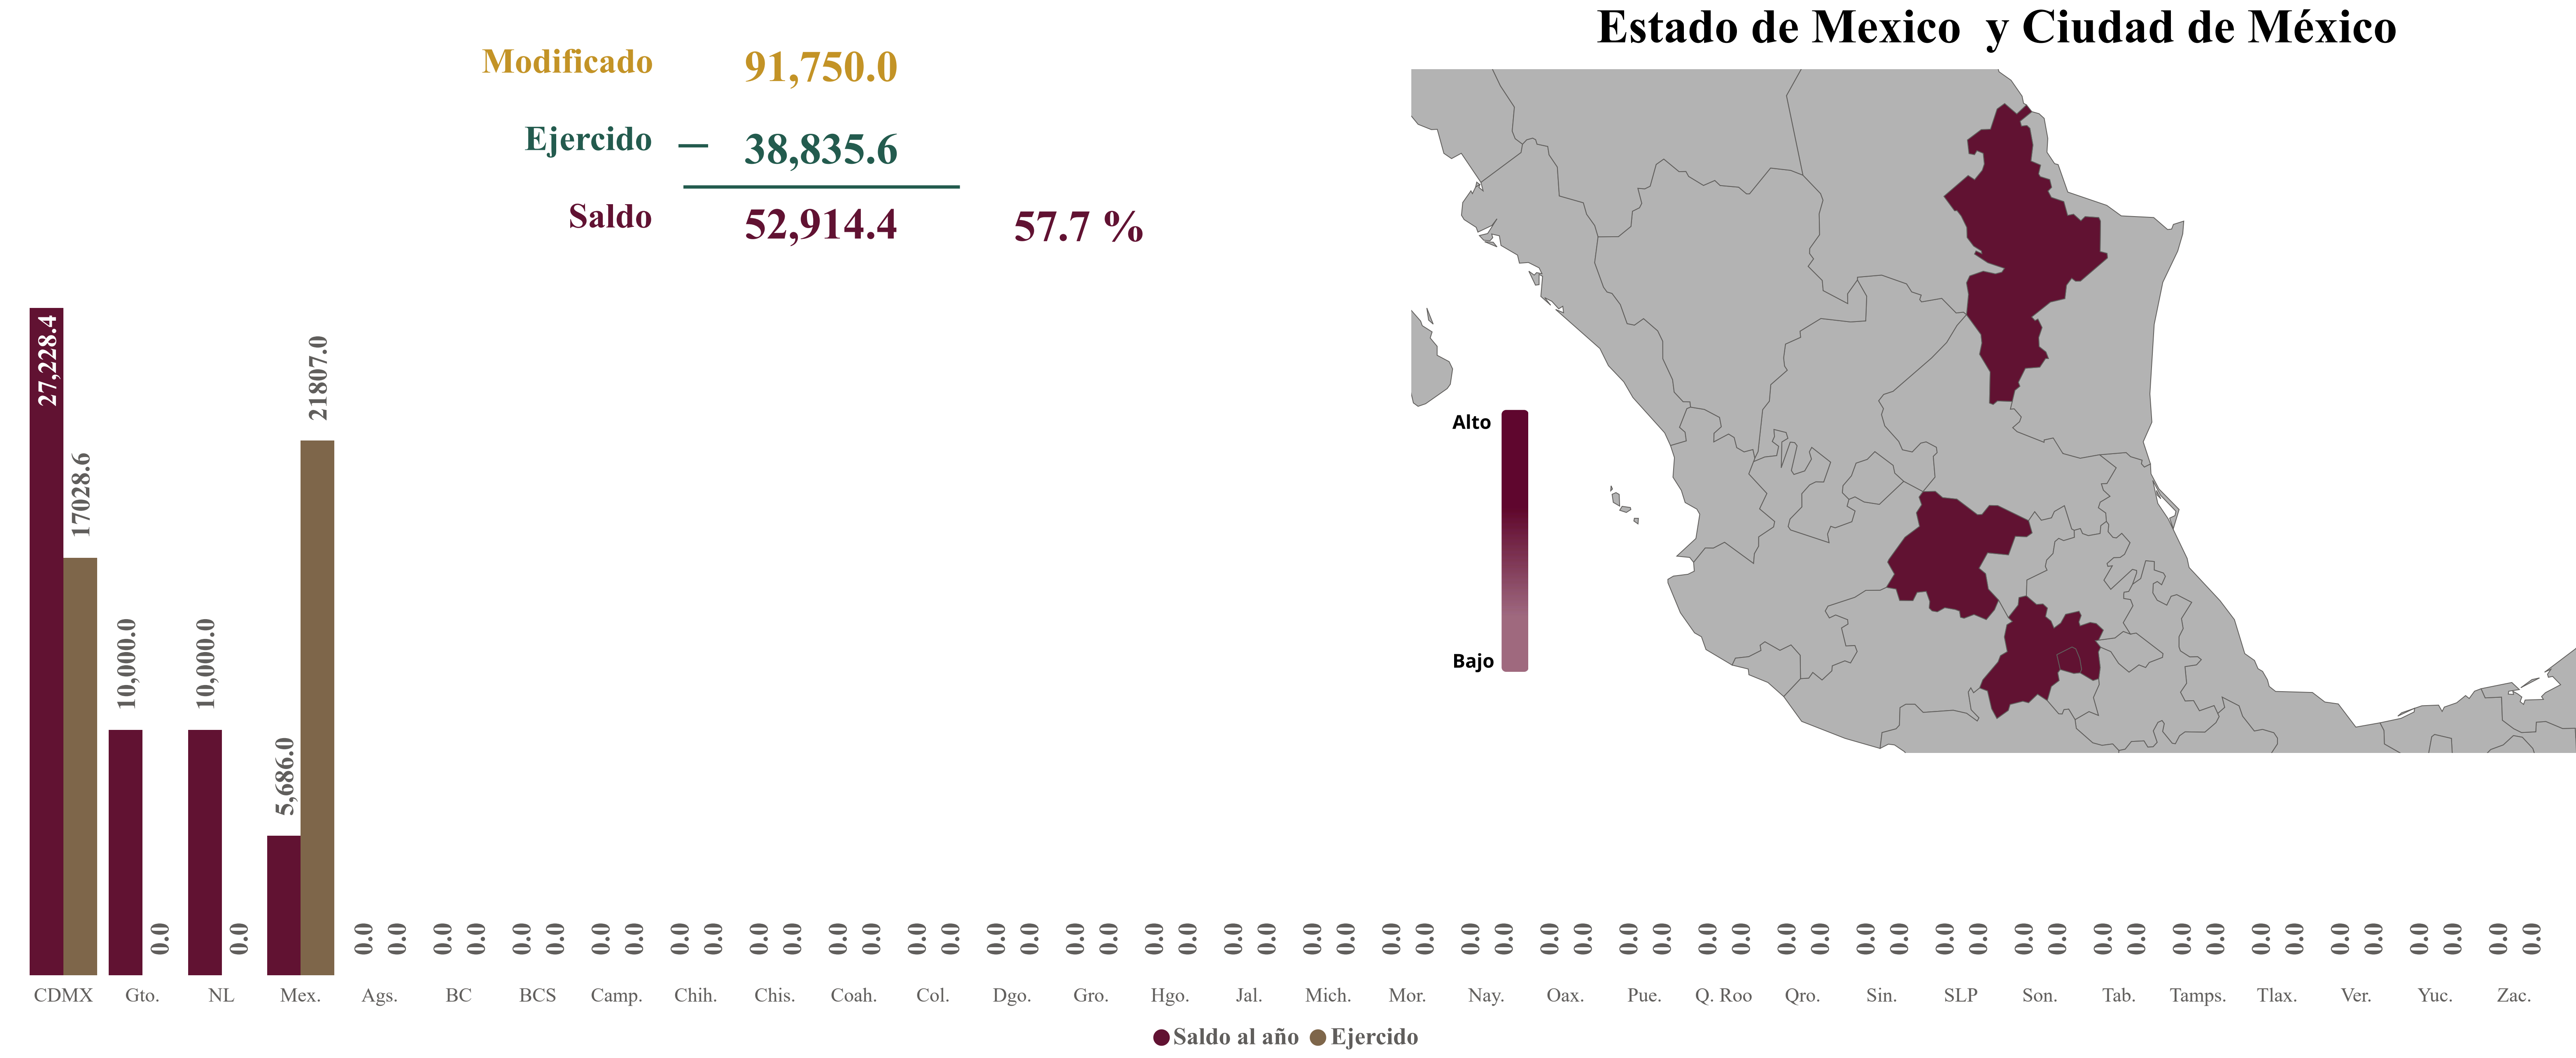 Estado de Mexico  y Ciudad de México
Modificado 91,750.0
Ejercido — 38,835.6
Saldo 52,914.4 57.7 %
Alto
Bajo
27,228.4
17028.6
10,000.0
0.0
10,000.0
0.0
5,686.0
21807.0
0.0 0.0 0.0 0.0 0.0 0.0 0.0 0.0 0.0 0.0 0.0 0.0 0.0 0.0 0.0 0.0 0.0 0.0 0.0 0.0 0.0 0.0 0.0 0.0 0.0 0.0 0.0 0.0 0.0 0.0 0.0 0.0 0.0 0.0 0.0 0.0 0.0 0.0 0.0 0.0 0.0 0.0 0.0 0.0 0.0 0.0 0.0 0.0 0.0 0.0 0.0 0.0 0.0 0.0 0.0 0.0
CDMX Gto. NL Mex. Ags. BC BCS Camp. Chih. Chis. Coah. Col. Dgo. Gro. Hgo. Jal. Mich. Mor. Nay. Oax. Pue. Q. Roo Qro. Sin. SLP Son. Tab. Tamps. Tlax. Ver. Yuc. Zac.
Saldo al año Ejercido